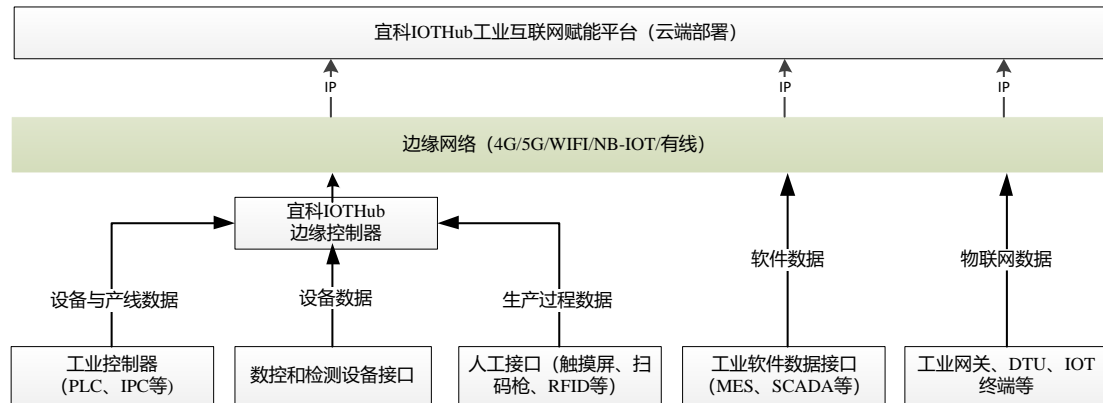 宜科IOTHub工业互联网赋能平台（云端部署）
IP
IP
IP
边缘网络（4G/5G/WIFI/NB-IOT/有线）
宜科IOTHub
边缘控制器
软件数据
物联网数据
设备与产线数据
设备数据
生产过程数据
工业控制器
（PLC、IPC等)
数控和检测设备接口
人工接口（触摸屏、扫
码枪、RFID等）
工业软件数据接口
（MES、SCADA等）
工业网关、DTU、IOT
终端等